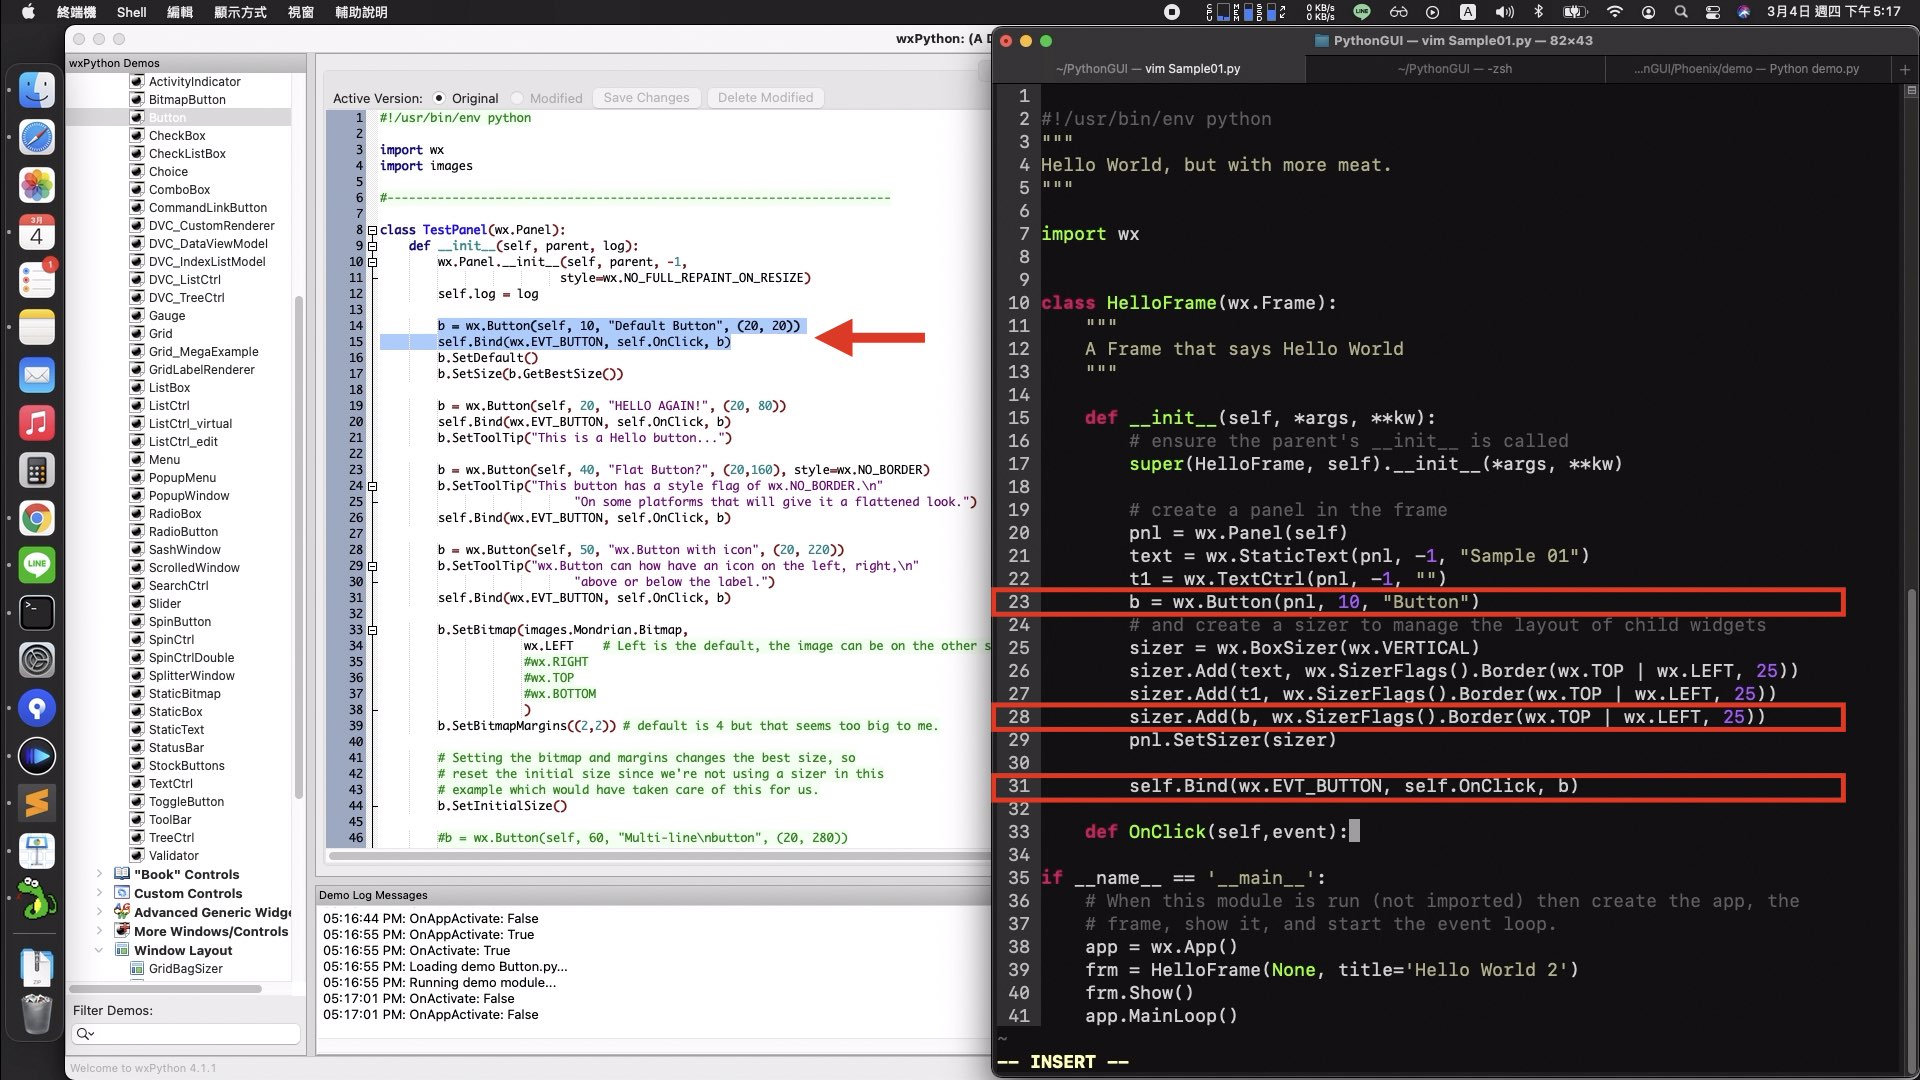 終端機 Shell 編輯 顯示方式 視窗 輔助說明
0 KB/s
0 KB/s
3月4日 週四 下午5:17
wxPython: (A D
wxPython Demos
ActivityIndicator
BitmapButton
Button
CheckBox
CheckListBox
Choice
ComboBox
CommandLinkButton
DVC_CustomRenderer
DVC_DataViewModel
DVC_IndexListModel
DVC_ListCtrl
DVC_TreeCtrl
Gauge
Grid
Grid_MegaExample
GridLabelRenderer
ListBox
ListCtrl
ListCtrl_virtual
ListCtrl_edit
Menu
PopupMenu
PopupWindow
RadioBox
RadioButton
SashWindow
ScrolledWindow
SearchCtrl
Slider
SpinButton
SpinCtrl
SpinCtrlDouble
SplitterWindow
StaticBitmap
StaticBox
StaticText
StatusBar
StockButtons
TextCtrl
ToggleButton
ToolBar
TreeCtrl
Validator
"Book" Controls
Custom Controls
Advanced Generic Widge
More Windows/Controls
Window Layout
GridBagSizer
Filter Demos:
Welcome to wxPython 4.1.1
Active Version: Original Modified Save Changes Delete Modified
1 #!/usr/bin/env python
2
3 import wx
4 import images
5
6 #----------------------------------------------------------------------
7
8 class TestPanel(wx.Panel):
9 def __init__(self, parent, log):
10 wx.Panel.__init__(self, parent, -1,
11 style=wx.NO_FULL_REPAINT_ON_RESIZE)
12 self.log = log
13
14 b = wx.Button(self, 10, "Default Button", (20, 20))
15 self.Bind(wx.EVT_BUTTON, self.OnClick, b)
16 b.SetDefault()
17 b.SetSize(b.GetBestSize())
18
19 b = wx.Button(self, 20, "HELLO AGAIN!", (20, 80))
20 self.Bind(wx.EVT_BUTTON, self.OnClick, b)
21 b.SetToolTip("This is a Hello button...")
22
23 b = wx.Button(self, 40, "Flat Button?", (20,160), style=wx.NO_BORDER)
24 b.SetToolTip("This button has a style flag of wx.NO_BORDER.\n"
25 "On some platforms that will give it a flattened look.")
26 self.Bind(wx.EVT_BUTTON, self.OnClick, b)
27
28 b = wx.Button(self, 50, "wx.Button with icon", (20, 220))
29 b.SetToolTip("wx.Button can how have an icon on the left, right,\n"
30 "above or below the label.")
31 self.Bind(wx.EVT_BUTTON, self.OnClick, b)
32
33 b.SetBitmap(images.Mondrian.Bitmap,
34 wx.LEFT # Left is the default, the image can be on the other s
35 #wx.RIGHT
36 #wx.TOP
37 #wx.BOTTOM
38 )
39 b.SetBitmapMargins((2,2)) # default is 4 but that seems too big to me.
40
41 # Setting the bitmap and margins changes the best size, so
42 # reset the initial size since we're not using a sizer in this
43 # example which would have taken care of this for us.
44 b.SetInitialSize()
45
46 #b = wx.Button(self, 60, "Multi-line\nbutton", (20, 280))
Demo Log Messages
05:16:44 PM: OnAppActivate: False
05:16:55 PM: OnAppActivate: True
05:16:55 PM: OnActivate: True
05:16:55 PM: Loading demo Button.py...
05:16:55 PM: Running demo module...
05:17:01 PM: OnActivate: False
05:17:01 PM: OnAppActivate: False
PythonGUI — vim Sample01.py — 82×43
~/PythonGUI — vim Sample01.py ~/PythonGUI — -zsh ...nGUI/Phoenix/demo — Python demo.py
1
2 #!/usr/bin/env python
3 """
4 Hello World, but with more meat.
5 """
6
7 import wx
8
9
10 class HelloFrame(wx.Frame):
11 """
12 A Frame that says Hello World
13 """
14
15 def __init__(self, *args, **kw):
16 # ensure the parent's __init__ is called
17 super(HelloFrame, self).__init__(*args, **kw)
18
19 # create a panel in the frame
20 pnl = wx.Panel(self)
21 text = wx.StaticText(pnl, -1, "Sample 01")
22 t1 = wx.TextCtrl(pnl, -1, "")
23 b = wx.Button(pnl, 10, "Button")
24 # and create a sizer to manage the layout of child widgets
25 sizer = wx.BoxSizer(wx.VERTICAL)
26 sizer.Add(text, wx.SizerFlags().Border(wx.TOP | wx.LEFT, 25))
27 sizer.Add(t1, wx.SizerFlags().Border(wx.TOP | wx.LEFT, 25))
28 sizer.Add(b, wx.SizerFlags().Border(wx.TOP | wx.LEFT, 25))
29 pnl.SetSizer(sizer)
30
31 self.Bind(wx.EVT_BUTTON, self.OnClick, b)
32
33 def OnClick(self,event):
34
35 if __name__ == '__main__':
36 # When this module is run (not imported) then create the app, the
37 # frame, show it, and start the event loop.
38 app = wx.App()
39 frm = HelloFrame(None, title='Hello World 2')
40 frm.Show()
41 app.MainLoop()
~
-- INSERT --
3月
4
1
LINE
ZIP